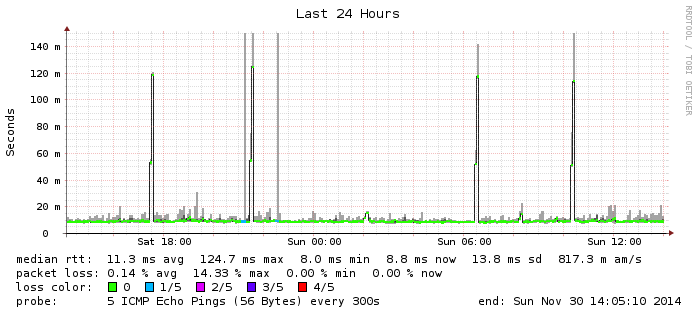 Last 24 Hours
RRDTOOL / TOBI OETIKER
Seconds
140 m
120 m
100 m
80 m
60 m
40 m
20 m
0
Sat 18:00 Sun 00:00 Sun 06:00 Sun 12:00
median rtt: 11.3 ms avg 124.7 ms max 8.0 ms min 8.8 ms now 13.8 ms sd 817.3 m am/s
packet loss: 0.14 % avg 14.33 % max 0.00 % min 0.00 % now
loss color: 0 1/5 2/5 3/5 4/5
probe: 5 ICMP Echo Pings (56 Bytes) every 300s end: Sun Nov 30 14:05:10 2014